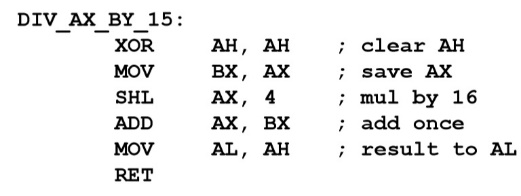 DIV_AX_BY_15:
XOR AH, AH ; clear AH
MOV BX, AX ; save AX
SHL AX, 4 ; mul by 16
ADD AX, BX ; add once
MOV AL, AH ; result to AL
RET